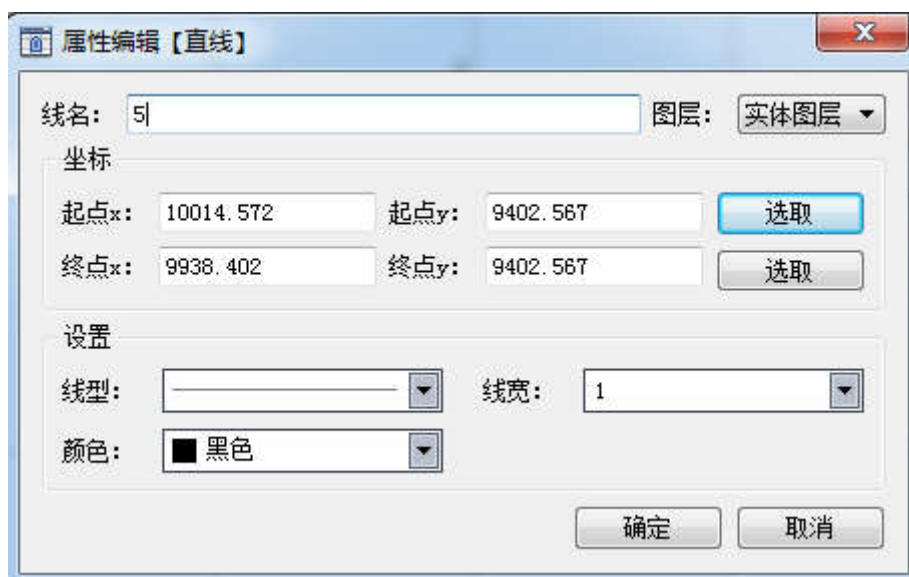 属性编辑【直线】
线名： 5 图层： 实体图层
坐标
起点x： 10014.572 起点y： 9402.567 选取
终点x： 9938.402 终点y： 9402.567 选取
设置
线型： 线宽： 1
颜色： 黑色
确定 取消